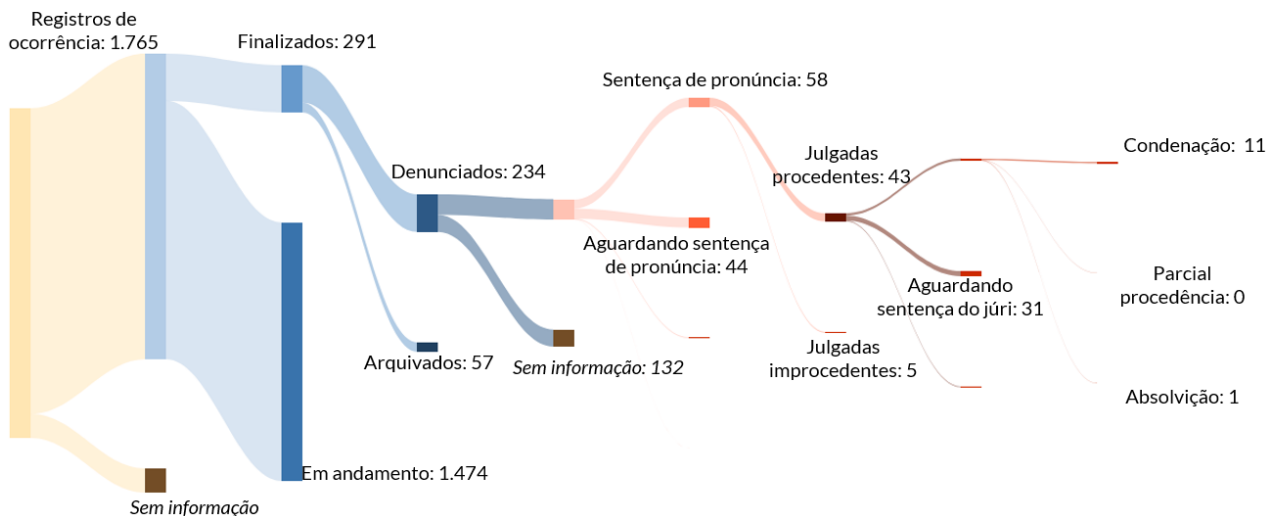 Registros de
ocorrência: 1.765
Finalizados: 291
Sentença de pronúncia: 58
Denunciados: 234
Julgadas
procedentes: 43
Condenação: 11
Aguardando sentença
de pronúncia: 44
Aguardando
sentença do júri: 31
Parcial
procedência: 0
Arquivados: 57
Sem informação: 132
Julgadas
improcedentes: 5
Absolvição: 1
Em andamento: 1.474
Sem informação